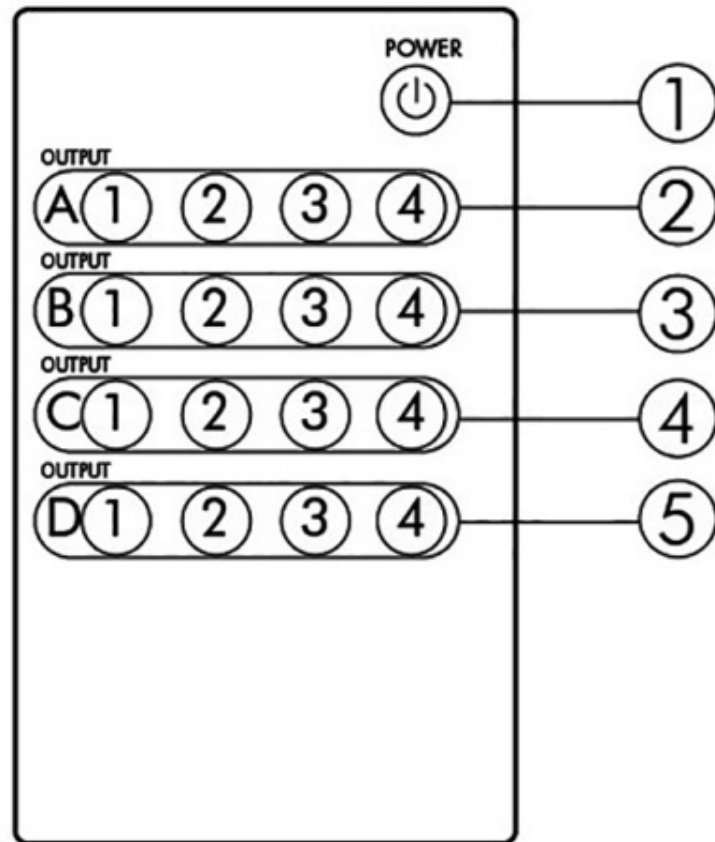 POWER
1
OUTPUT
A 1 2 3 4
2
OUTPUT
B 1 2 3 4
3
OUTPUT
C 1 2 3 4
4
OUTPUT
D 1 2 3 4
5